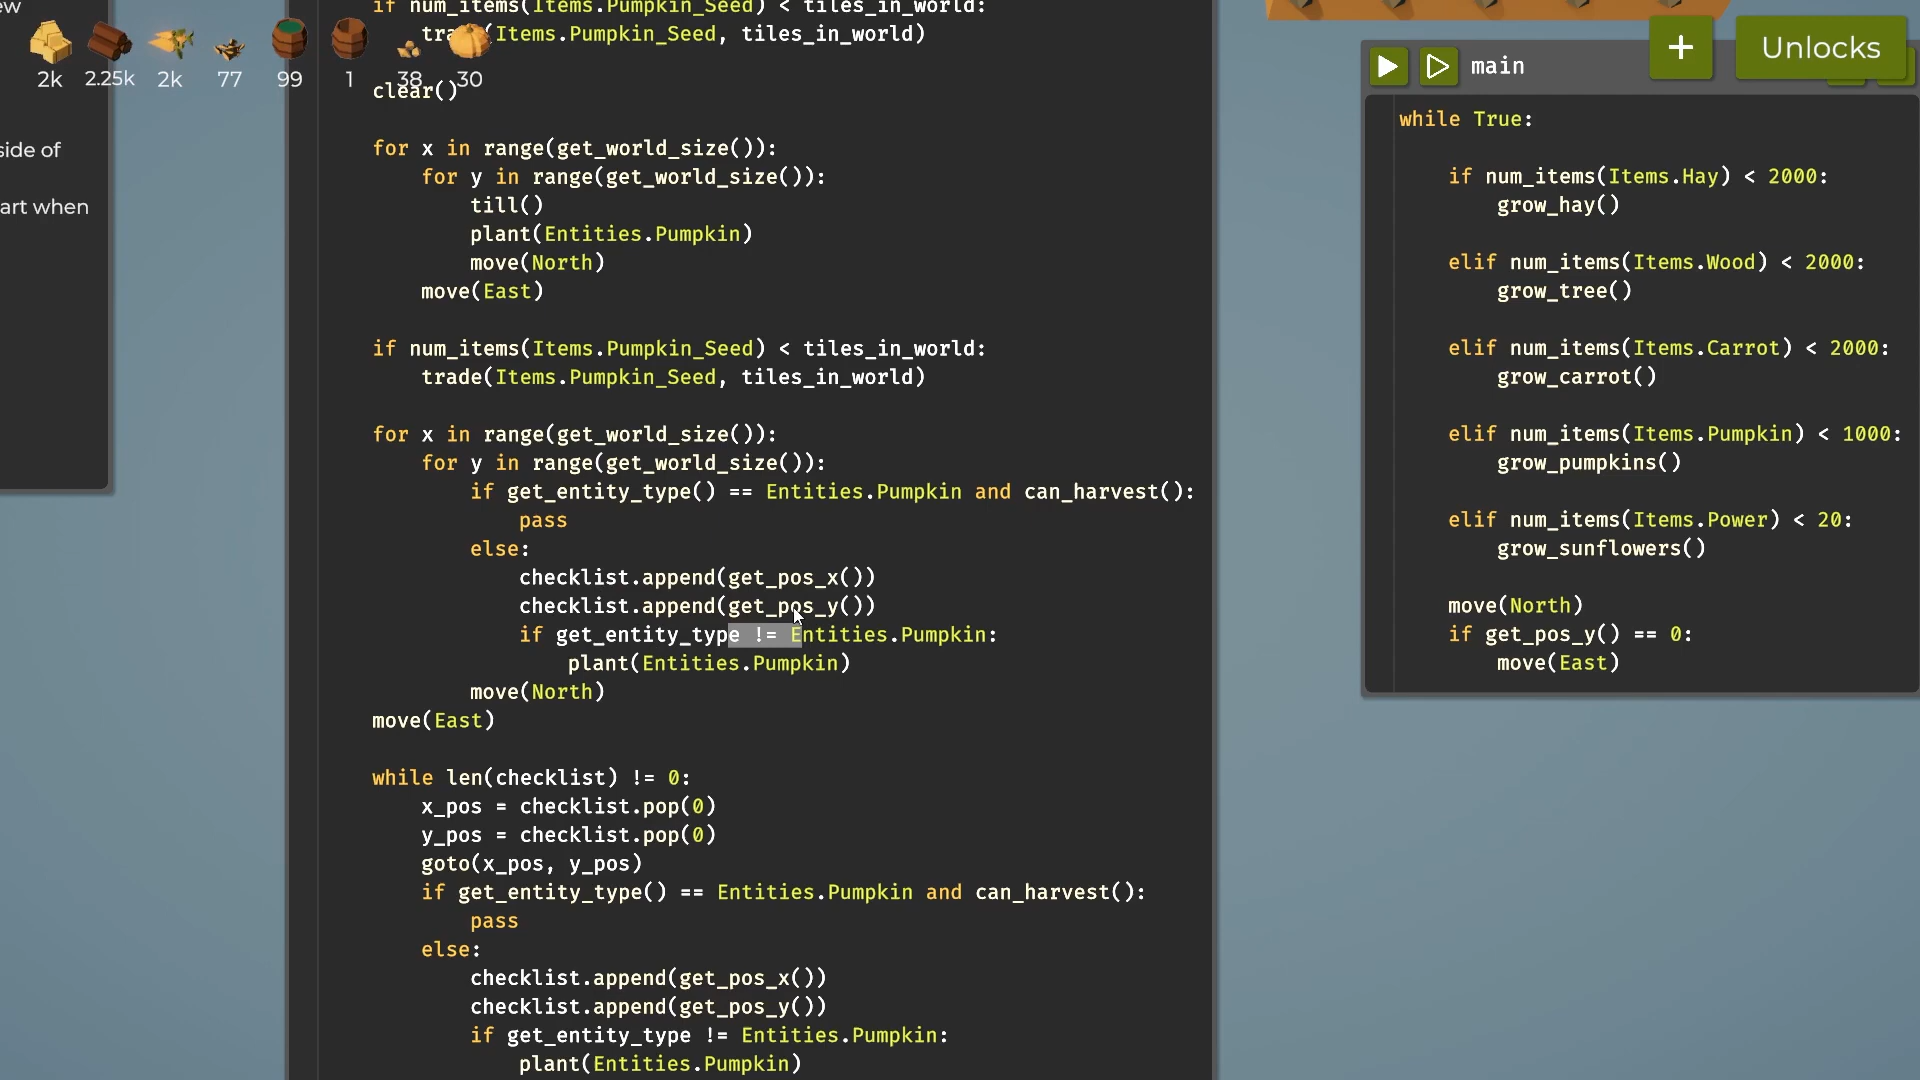 ew
side of
art when
2k 2.25k 2k 77 99 1 38 30
if num_items(Items.Pumpkin_Seed) < tiles_in_world:
(Items.Pumpkin_Seed, tiles_in_world)
clear()
for x in range(get_world_size()):
for y in range(get_world_size()):
till()
plant(Entities.Pumpkin)
move(North)
move(East)
if num_items(Items.Pumpkin_Seed) < tiles_in_world:
trade(Items.Pumpkin_Seed, tiles_in_world)
for x in range(get_world_size()):
for y in range(get_world_size()):
if get_entity_type() == Entities.Pumpkin and can_harvest():
pass
else:
checklist.append(get_pos_x())
checklist.append(get_pos_y())
if get_entity_type != Entities.Pumpkin:
plant(Entities.Pumpkin)
move(North)
move(East)
while len(checklist) != 0:
x_pos = checklist.pop(0)
y_pos = checklist.pop(0)
goto(x_pos, y_pos)
if get_entity_type() == Entities.Pumpkin and can_harvest():
pass
else:
checklist.append(get_pos_x())
checklist.append(get_pos_y())
if get_entity_type != Entities.Pumpkin:
plant(Entities.Pumpkin)
+ Unlocks
main
while True:
if num_items(Items.Hay) < 2000:
grow_hay()
elif num_items(Items.Wood) < 2000:
grow_tree()
elif num_items(Items.Carrot) < 2000:
grow_carrot()
elif num_items(Items.Pumpkin) < 1000:
grow_pumpkins()
elif num_items(Items.Power) < 20:
grow_sunflowers()
move(North)
if get_pos_y() == 0:
move(East)